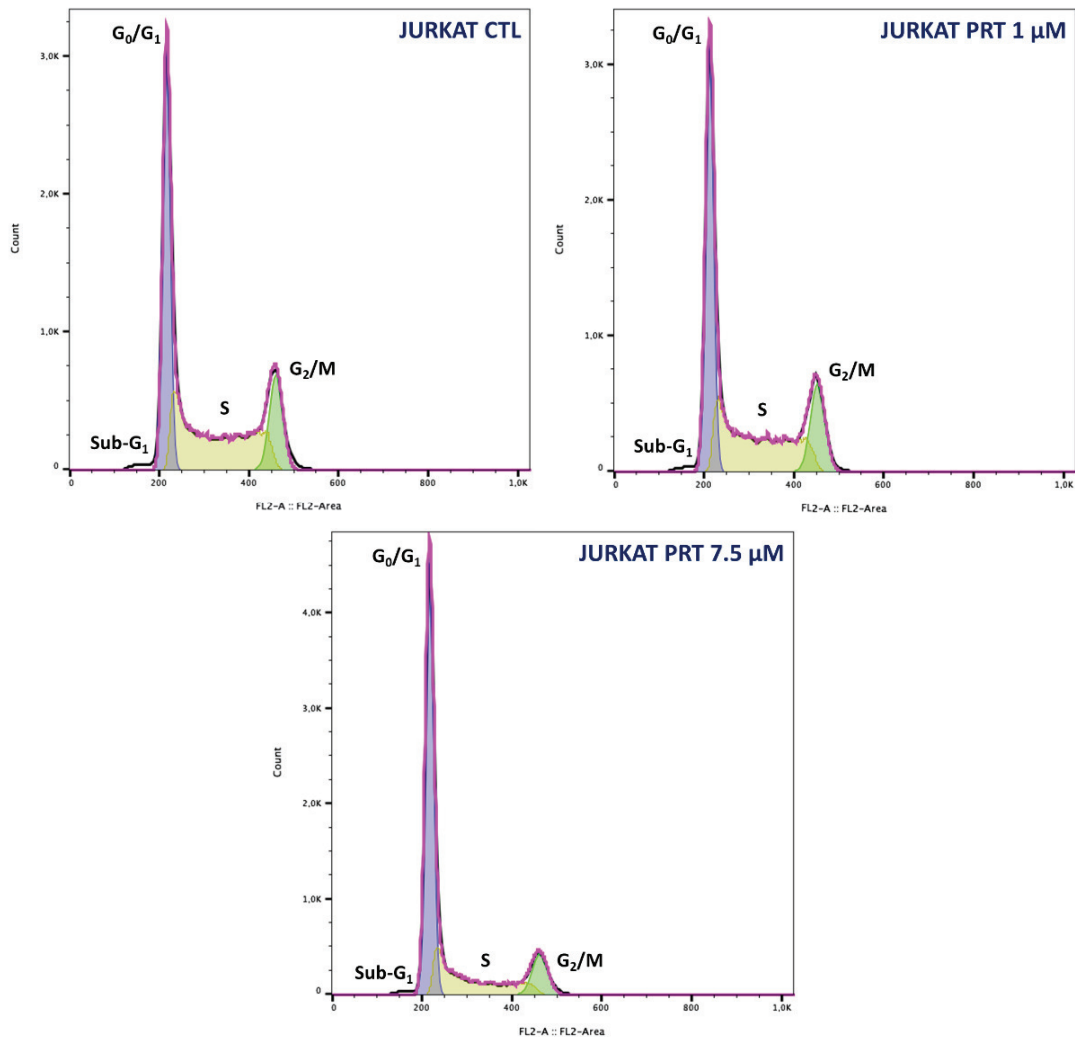 JURKAT CTL
G₀/G₁
3,0K
2,0K
Count
1,0K
G₂/M
S
Sub-G₁
0
0 200 400 600 800 1,0K
FL2-A :: FL2-Area
JURKAT PRT 1 µM
G₀/G₁
3,0K
2,0K
Count
1,0K
G₂/M
S
Sub-G₁
0
0 200 400 600 800 1,0K
FL2-A :: FL2-Area
JURKAT PRT 7.5 µM
G₀/G₁
4,0K
3,0K
Count
2,0K
1,0K
S G₂/M
Sub-G₁
0
0 200 400 600 800 1,0K
FL2-A :: FL2-Area